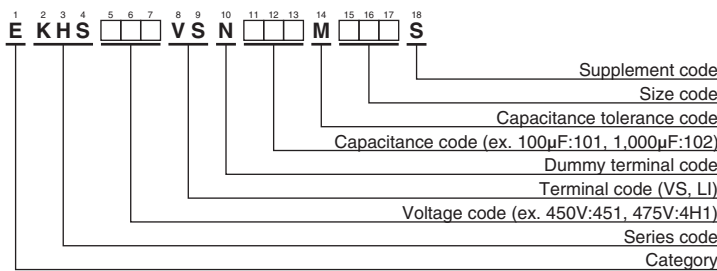 1 2 3 4 5 6 7 8 9 10 11 12 13 14 15 16 17 18
E KHS □□□ VS N □□□ M □□□ S
Supplement code
Size code
Capacitance tolerance code
Capacitance code (ex. 100μF:101, 1,000μF:102)
Dummy terminal code
Terminal code (VS, LI)
Voltage code (ex. 450V:451, 475V:4H1)
Series code
Category